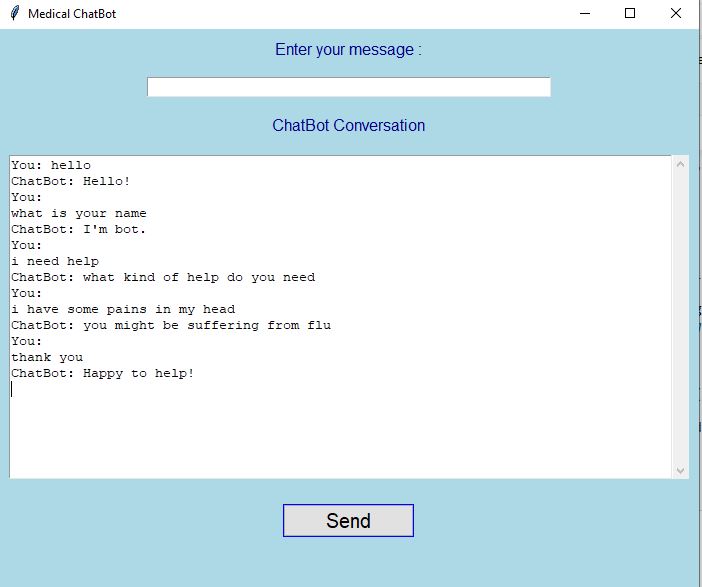 Medical ChatBot
Enter your message :
ChatBot Conversation
You: hello
ChatBot: Hello!
You:
what is your name
ChatBot: I'm bot.
You:
i need help
ChatBot: what kind of help do you need
You:
i have some pains in my head
ChatBot: you might be suffering from flu
You:
thank you
ChatBot: Happy to help!
Send